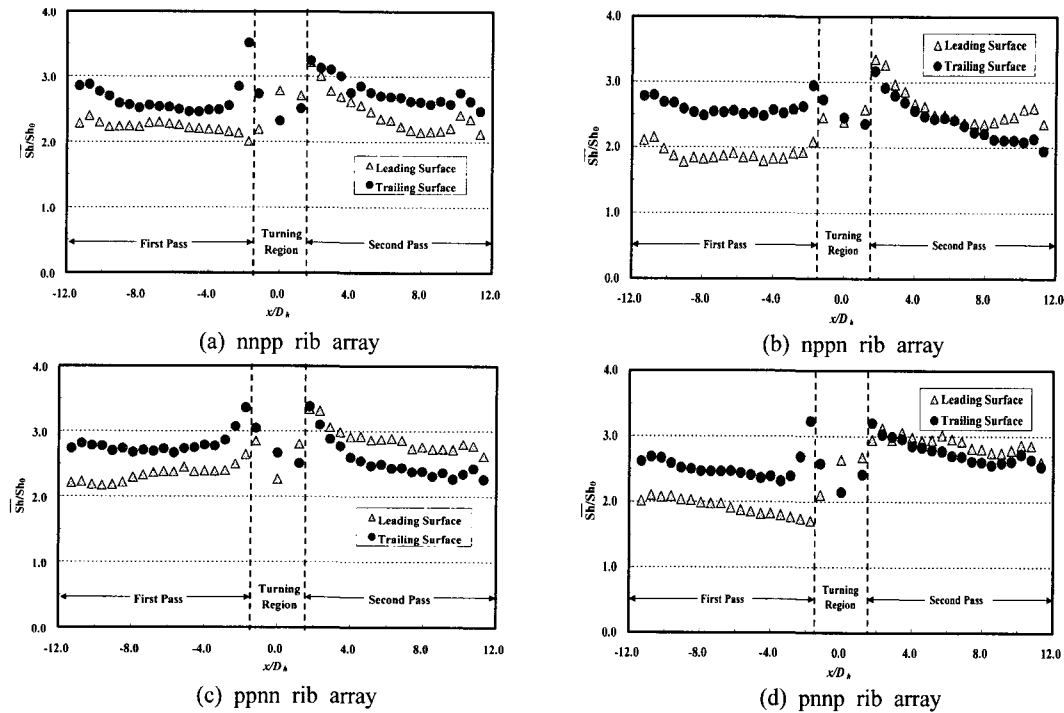 4.0
3.0
2.0
1.0
0.0
Sh/Sh0
Leading Surface
Trailing Surface
First Pass
Turning
Region
Second Pass
-12.0 -8.0 -4.0 0.0 4.0 8.0 12.0
x/Dh
(a) nnpp rib array
4.0
3.0
2.0
1.0
0.0
Sh/Sh0
Leading Surface
Trailing Surface
First Pass
Turning
Region
Second Pass
-12.0 -8.0 -4.0 0.0 4.0 8.0 12.0
x/Dh
(b) nppn rib array
4.0
3.0
2.0
1.0
0.0
Sh/Sh0
Leading Surface
Trailing Surface
First Pass
Turning
Region
Second Pass
-12.0 -8.0 -4.0 0.0 4.0 8.0 12.0
x/Dh
(c) ppnn rib array
4.0
3.0
2.0
1.0
0.0
Sh/Sh0
Leading Surface
Trailing Surface
First Pass
Turning
Region
Second Pass
-12.0 -8.0 -4.0 0.0 4.0 8.0 12.0
x/Dh
(d) pnnp rib array